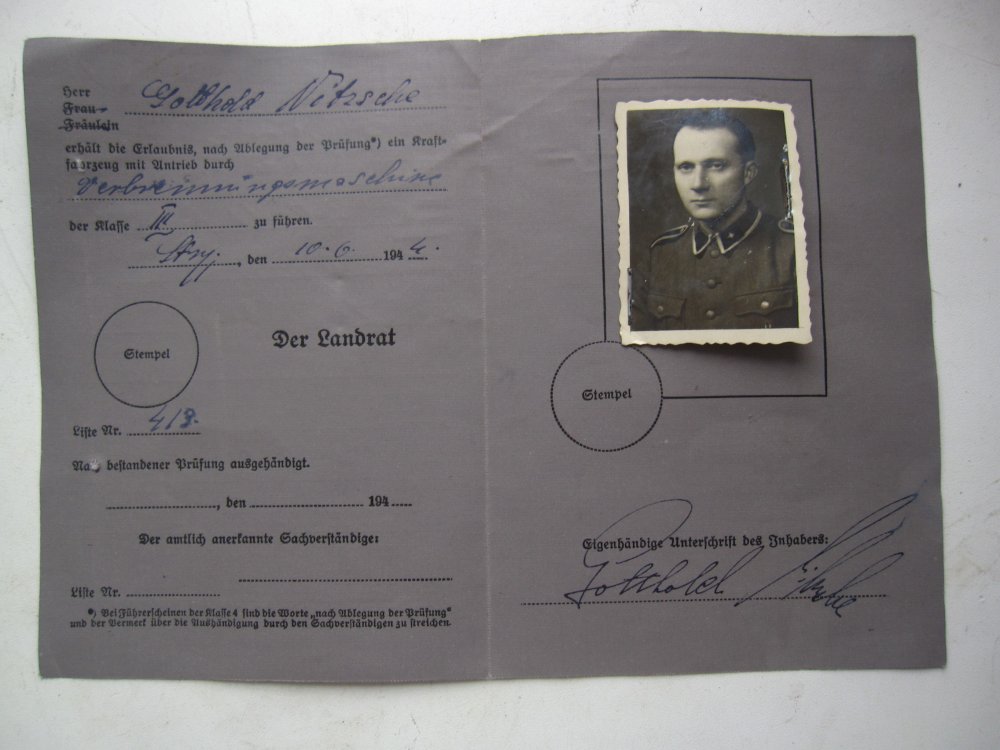 Herr
Frau
Fräulein
Gotthold Nitzsche
erhält die Erlaubnis, nach Ablegung der Prüfung*) ein Kraft-
fahrzeug mit Antrieb durch
Verbrennungsmaschine
der Klasse III zu führen.
Stryj, den 10.6. 1944.
Stempel
Der Landrat
Liste Nr. 413.
Nach bestandener Prüfung ausgehändigt.
, den 194
Der amtlich anerkannte Sachverständige:
Liste Nr.
*) Bei Führerscheinen der Klasse 4 sind die Worte „nach Ablegung der Prüfung"
und der Vermerk über die Aushändigung durch den Sachverständigen zu streichen.
Stempel
Eigenhändige Unterschrift des Inhabers:
Gotthold Nitzsche